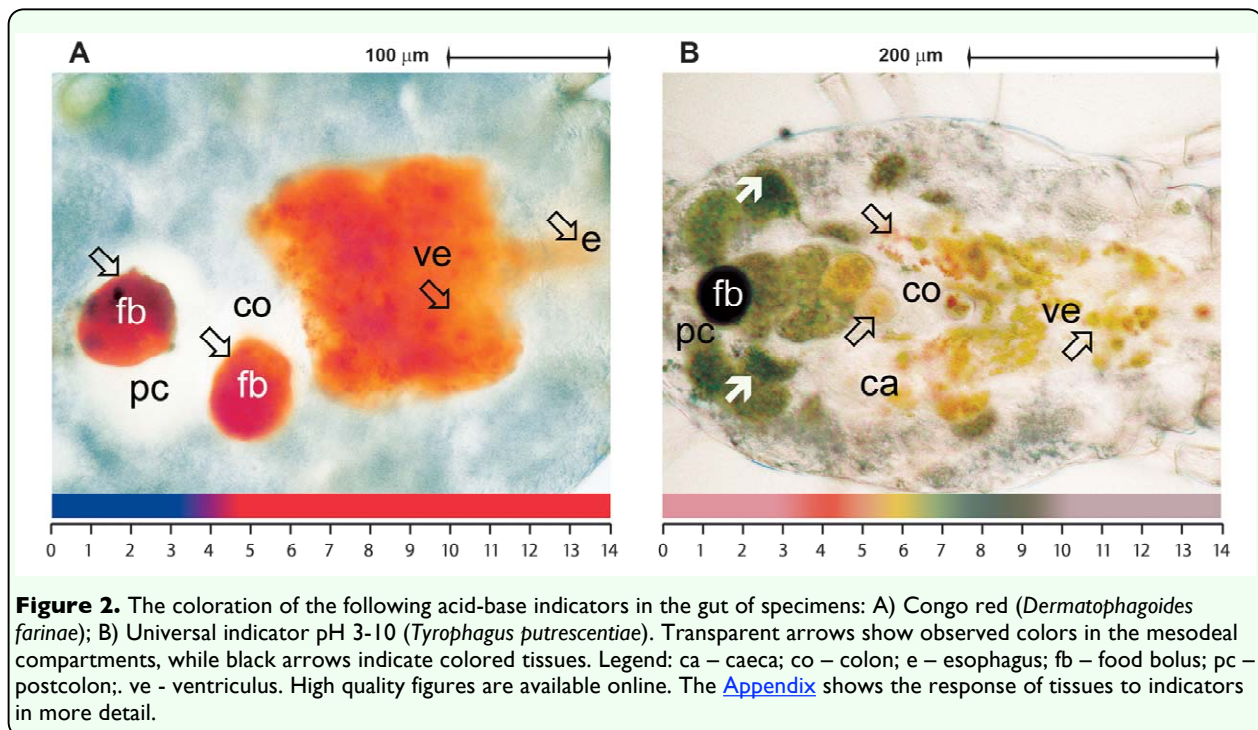 A
100 µm
B
200 µm
e
ve
fb
co
fb
pc
fb
co
ve
pc
ca
0 1 2 3 4 5 6 7 8 9 10 11 12 13 14
0 1 2 3 4 5 6 7 8 9 10 11 12 13 14
Figure 2. The coloration of the following acid-base indicators in the gut of specimens: A) Congo red (Dermatophagoides
farinae); B) Universal indicator pH 3-10 (Tyrophagus putrescentiae). Transparent arrows show observed colors in the mesodeal
compartments, while black arrows indicate colored tissues. Legend: ca – caeca; co – colon; e – esophagus; fb – food bolus; pc –
postcolon;. ve - ventriculus. High quality figures are available online. The Appendix shows the response of tissues to indicators
in more detail.